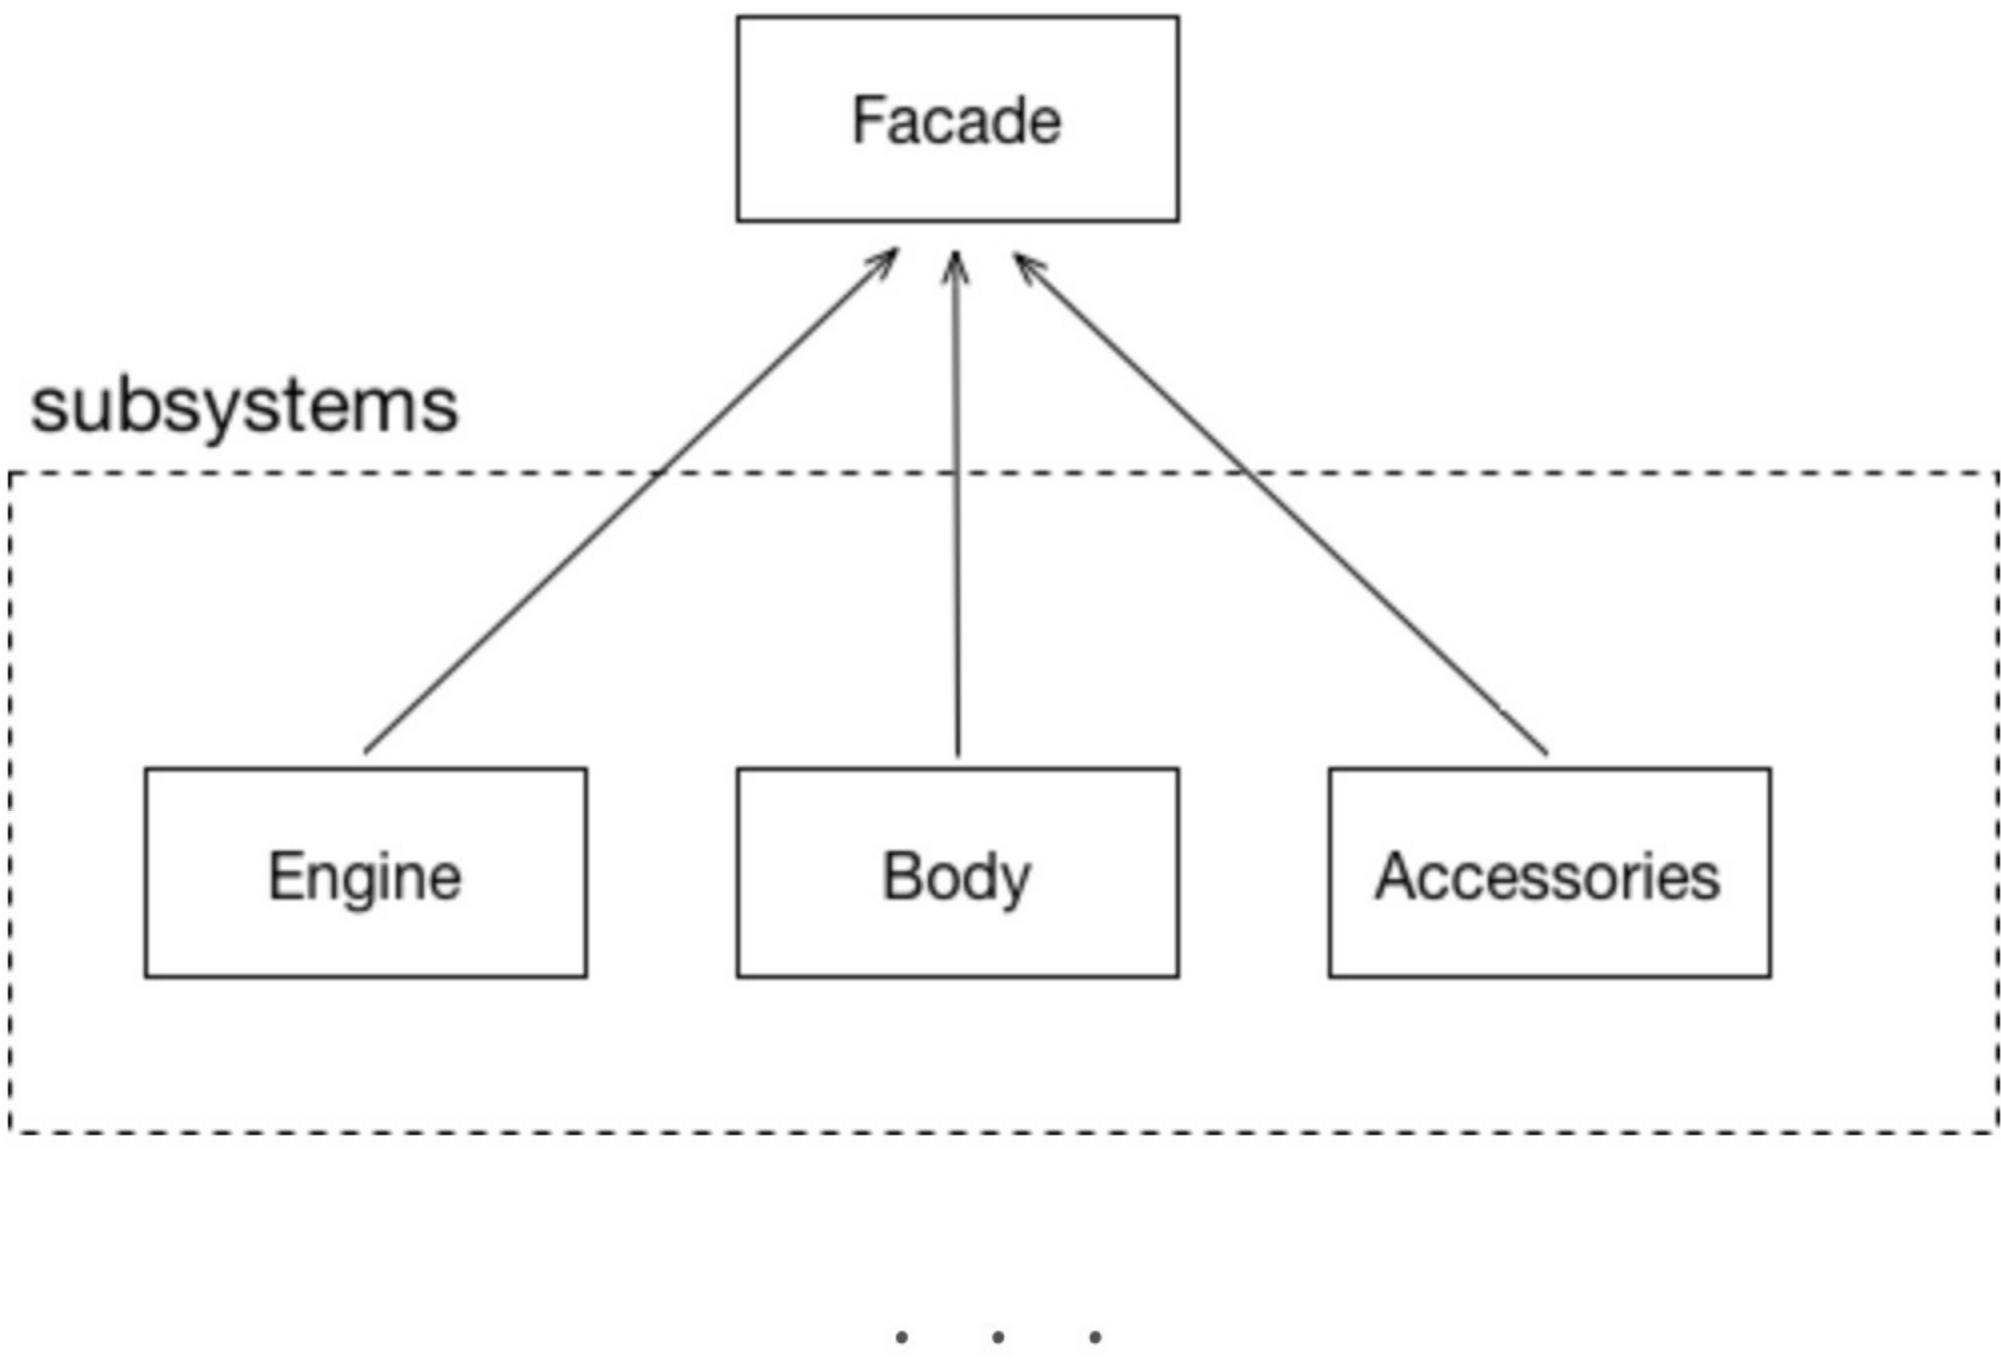 Facade
subsystems
Engine
Body
Accessories
. . .